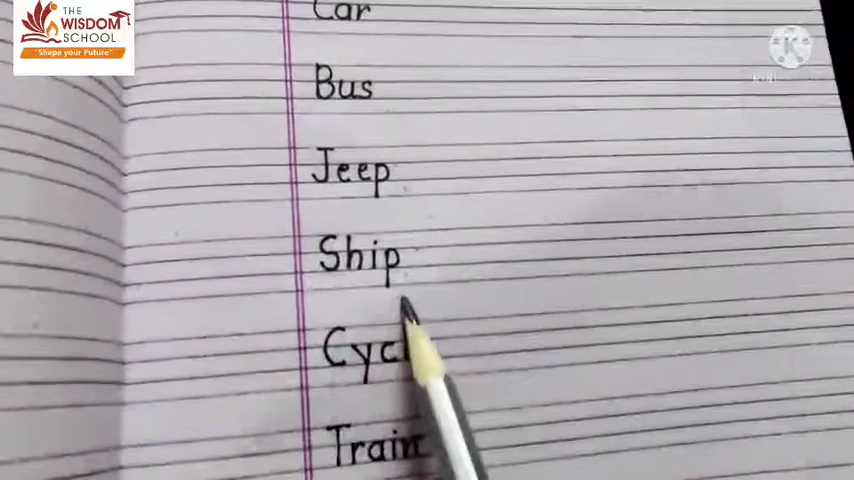 THE
WISDOM
SCHOOL
"Shape your Future"
Car
Bus
Jeep
Ship
Cyc
Train